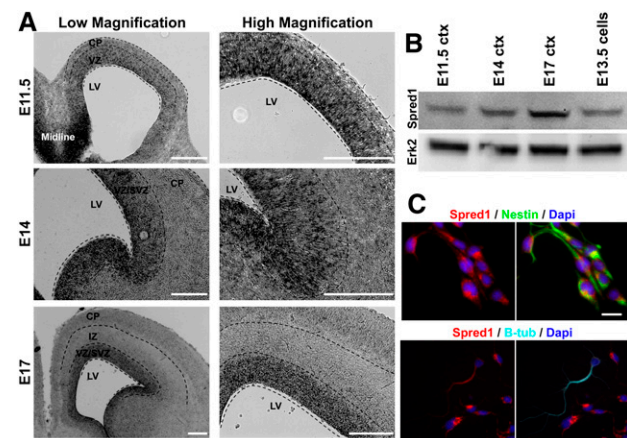 A
Low Magnification
High Magnification
E11.5
CP
VZ
LV
Midline
LV
E14
VZ/SVZ
CP
LV
LV
E17
CP
IZ
VZ/SVZ
LV
LV
B
E11.5 ctx
E14 ctx
E17 ctx
E13.5 cells
Spred1
Erk2
C
Spred1 / Nestin / Dapi
Spred1 / B-tub / Dapi